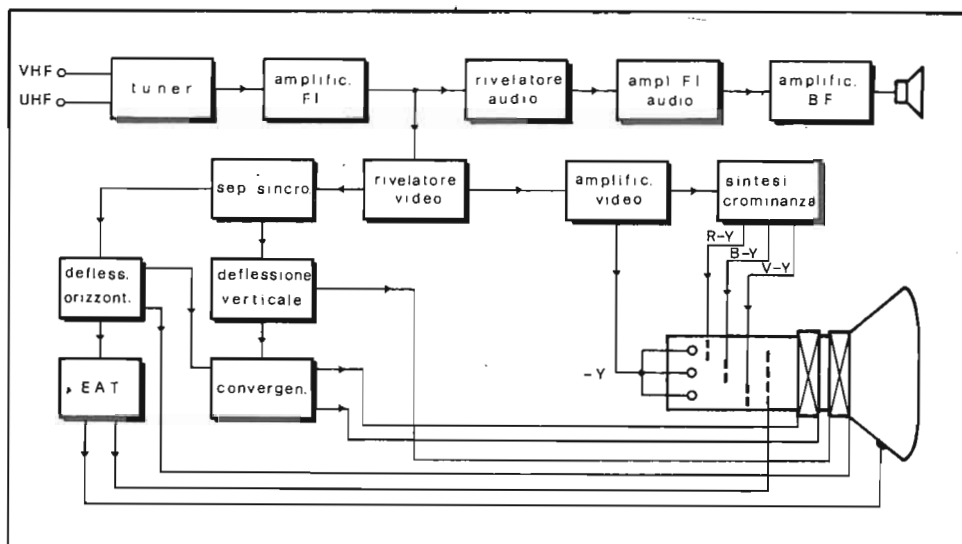 VHF
UHF
tuner
amplific.
FI
rivelatore
audio
ampl FI
audio
amplific.
BF
sep sincro.
rivelatore
video
amplific.
video
sintesi
crominanza
R-Y
B-Y
V-Y
defless.
orizzont.
deflessione
verticale
EAT
convergen.
-Y